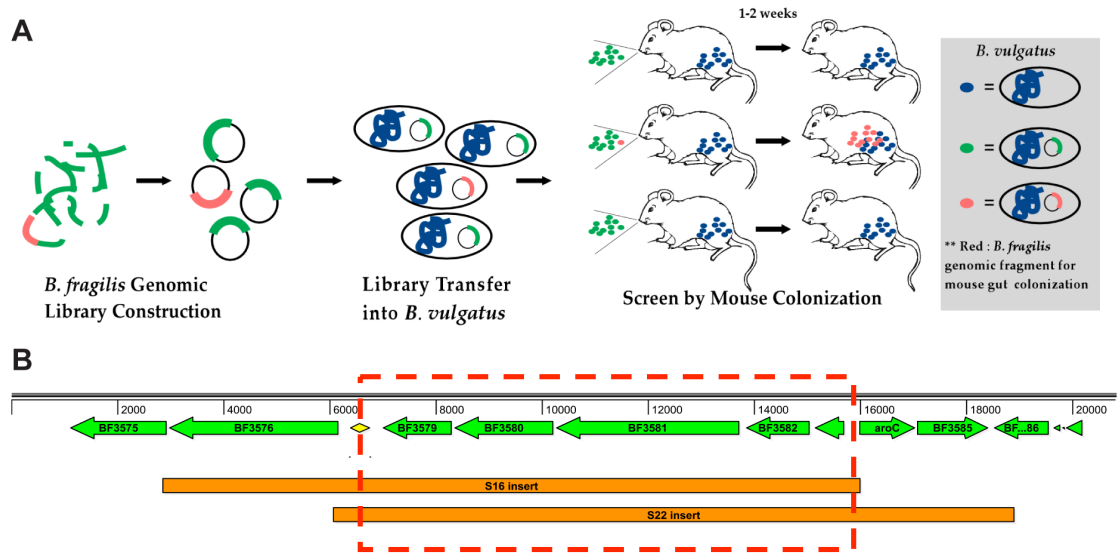 A
1-2 weeks
B. vulgatus
=
=
=
** Red : B. fragilis
genomic fragment for
mouse gut colonization
B. fragilis Genomic
Library Construction
Library Transfer
into B. vulgatus
Screen by Mouse Colonization
B
2000 4000 6000 8000 10000 12000 14000 16000 18000 20000
BF3575 BF3576 BF3579 BF3580 BF3581 BF3582 aroC BF3585 BF...86
S16 insert
S22 insert